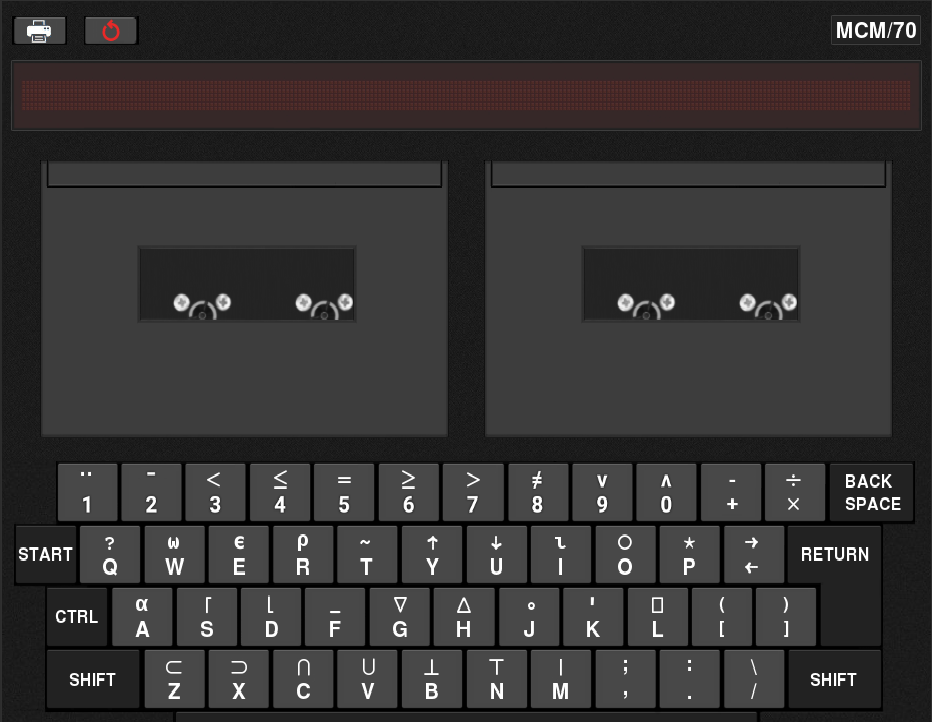 MCM/70
¨ ¯ < ≤ = ≥ > ≠ ∨ ∧ - ÷ BACK
1 2 3 4 5 6 7 8 9 0 + × SPACE
? ω ϵ ρ ~ ↑ ↓ ⍳ ○ * →
START Q W E R T Y U I O P ← RETURN
α ⌈ ⌊ _ ∇ ∆ ∘ ' ⎕ ( )
CTRL A S D F G H J K L [ ]
⊂ ⊃ ∩ ∪ ⊥ ⊤ | ; : \
SHIFT Z X C V B N M , . / SHIFT